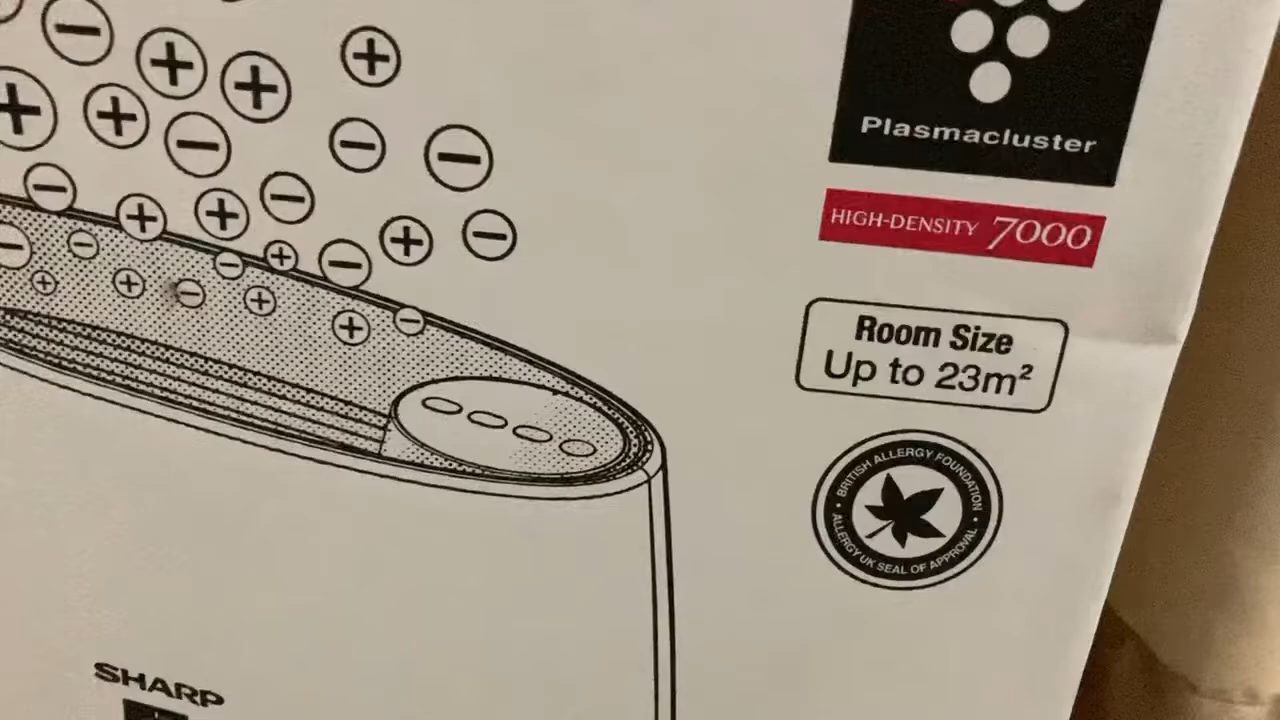 Plasmacluster
HIGH-DENSITY 7000
Room Size
Up to 23m²
BRITISH ALLERGY FOUNDATION
ALLERGY UK SEAL OF APPROVAL
SHARP